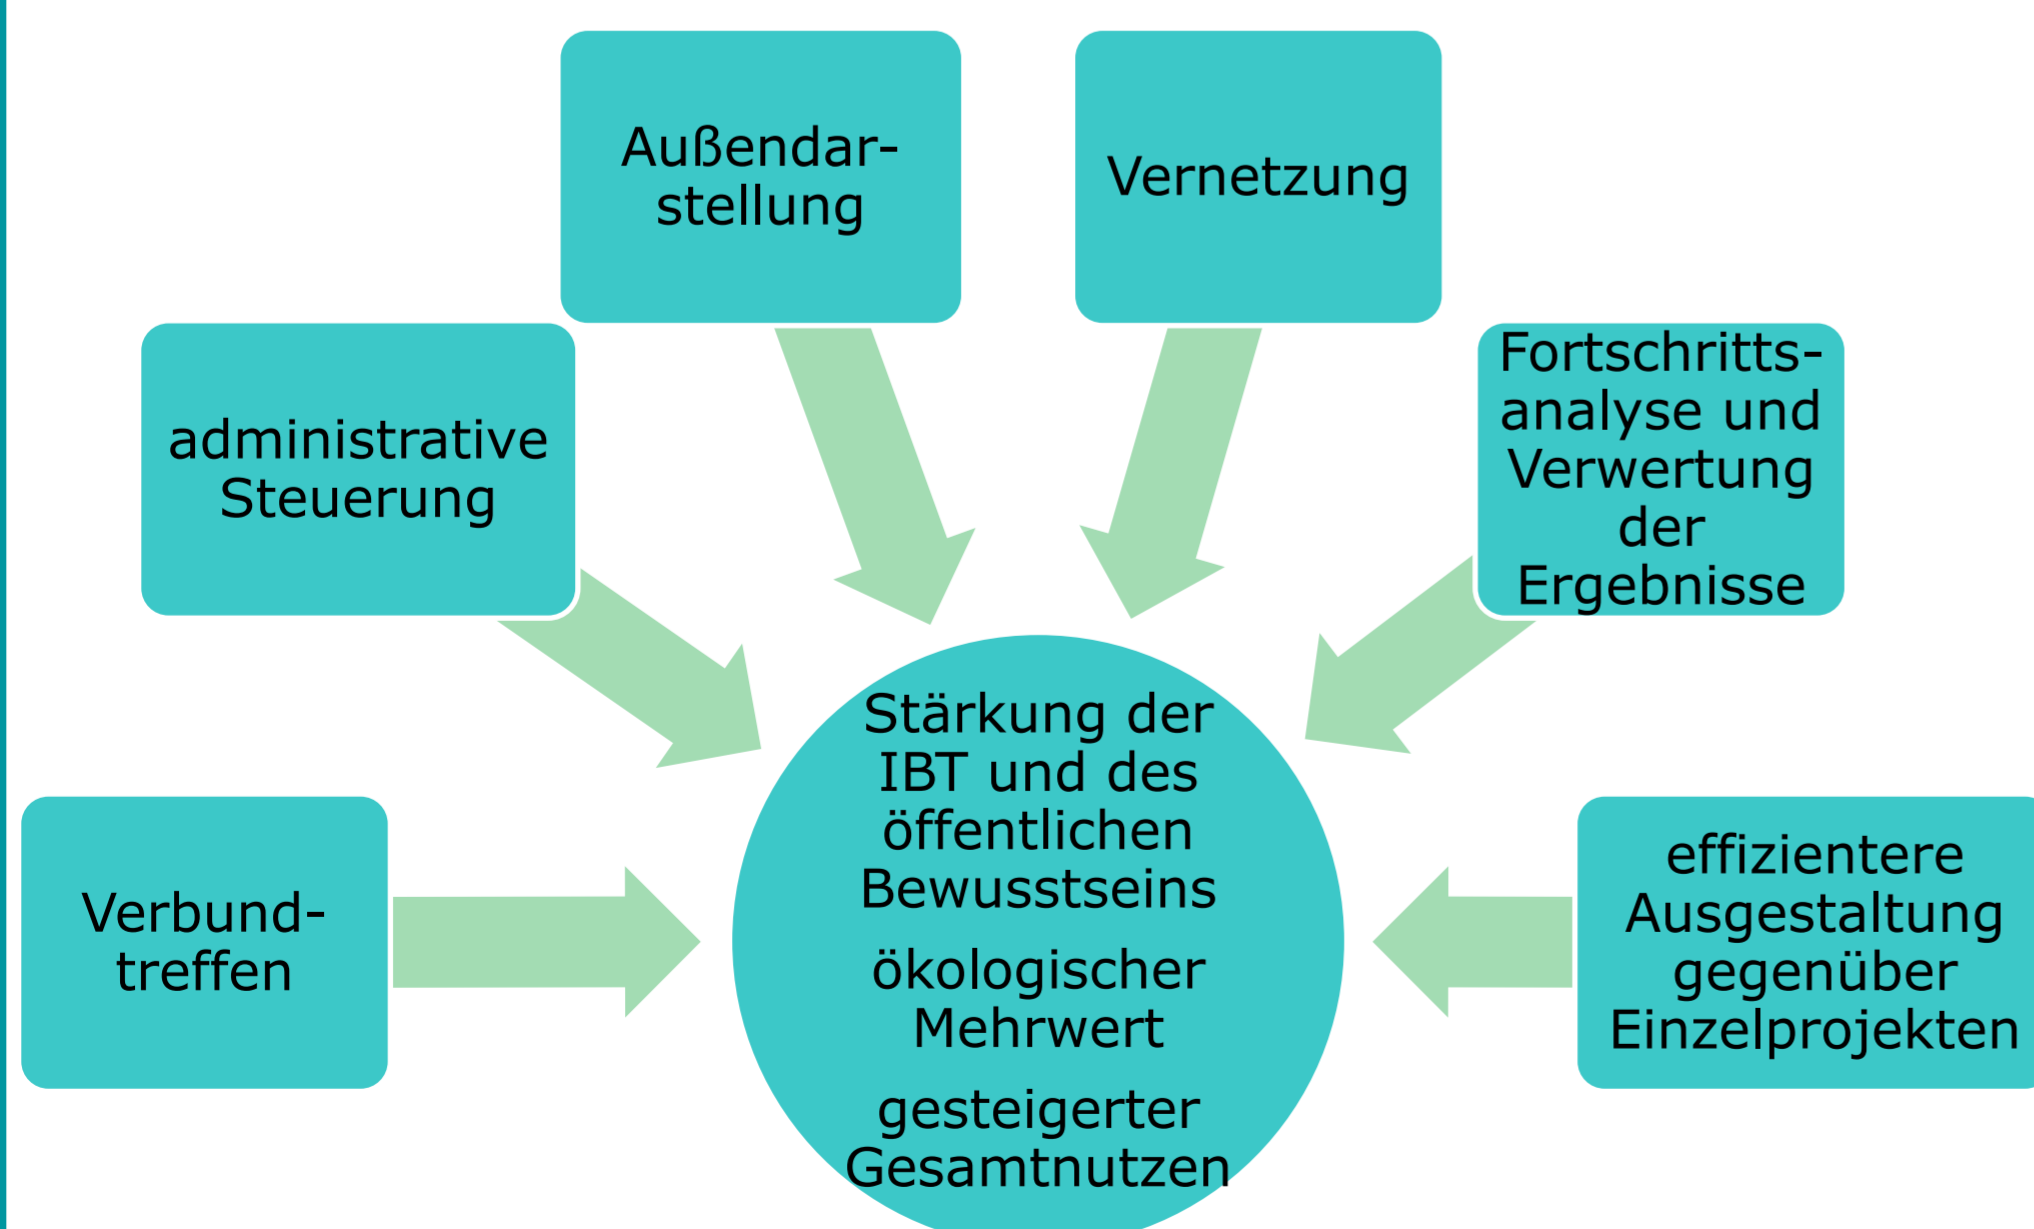 Außendar-
stellung
Vernetzung
administrative
Steuerung
Fortschritts-
analyse und
Verwertung
der
Ergebnisse
Verbund-
treffen
Stärkung der
IBT und des
öffentlichen
Bewusstseins
ökologischer
Mehrwert
gesteigerter
Gesamtnutzen
effizientere
Ausgestaltung
gegenüber
Einzelprojekten